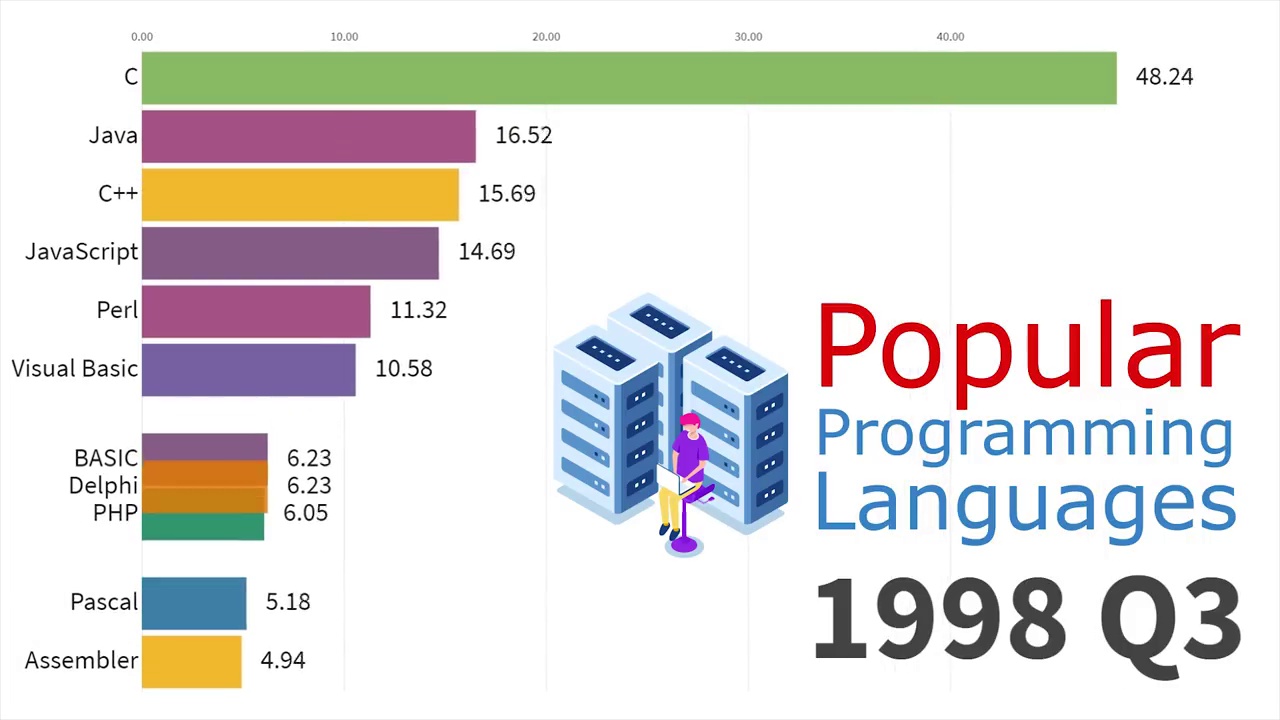 0.00 10.00 20.00 30.00 40.00
C 48.24
Java 16.52
C++ 15.69
JavaScript 14.69
Perl 11.32
Visual Basic 10.58
BASIC 6.23
Delphi 6.23
PHP 6.05
Pascal 5.18
Assembler 4.94
Popular
Programming
Languages
1998 Q3